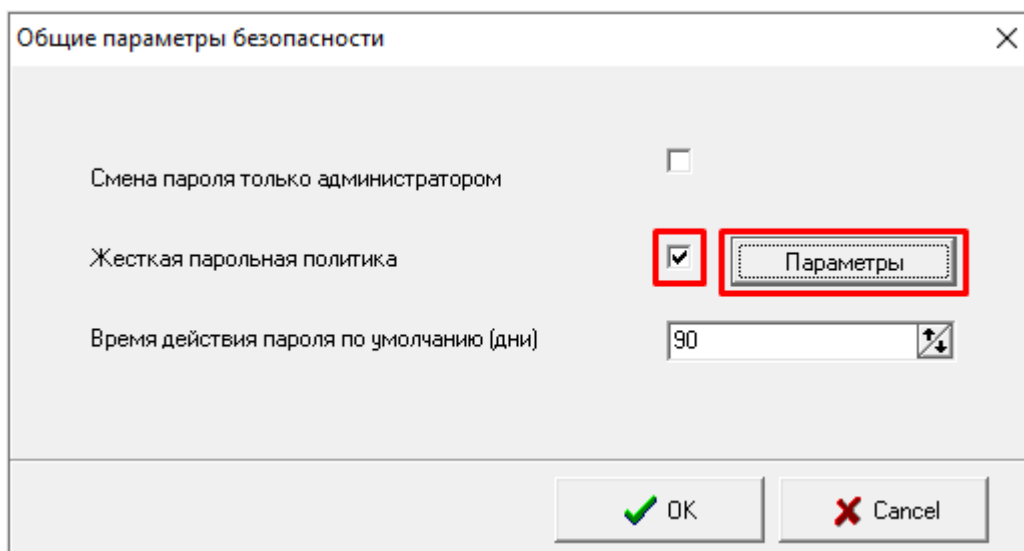 Общие параметры безопасности
Смена пароля только администратором
Жесткая парольная политика
Параметры
Время действия пароля по умолчанию (дни)
90
OK
Cancel